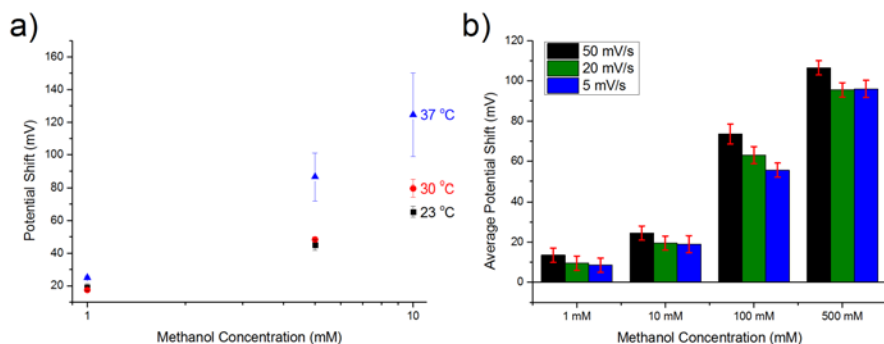 a)
Potential Shift (mV)
160
140
120
100
80
60
40
20
37 °C
30 °C
23 °C
1
10
Methanol Concentration (mM)
b)
Average Potential Shift (mV)
120
100
80
60
40
20
0
50 mV/s
20 mV/s
5 mV/s
1 mM
10 mM
100 mM
500 mM
Methanol Concentration (mM)